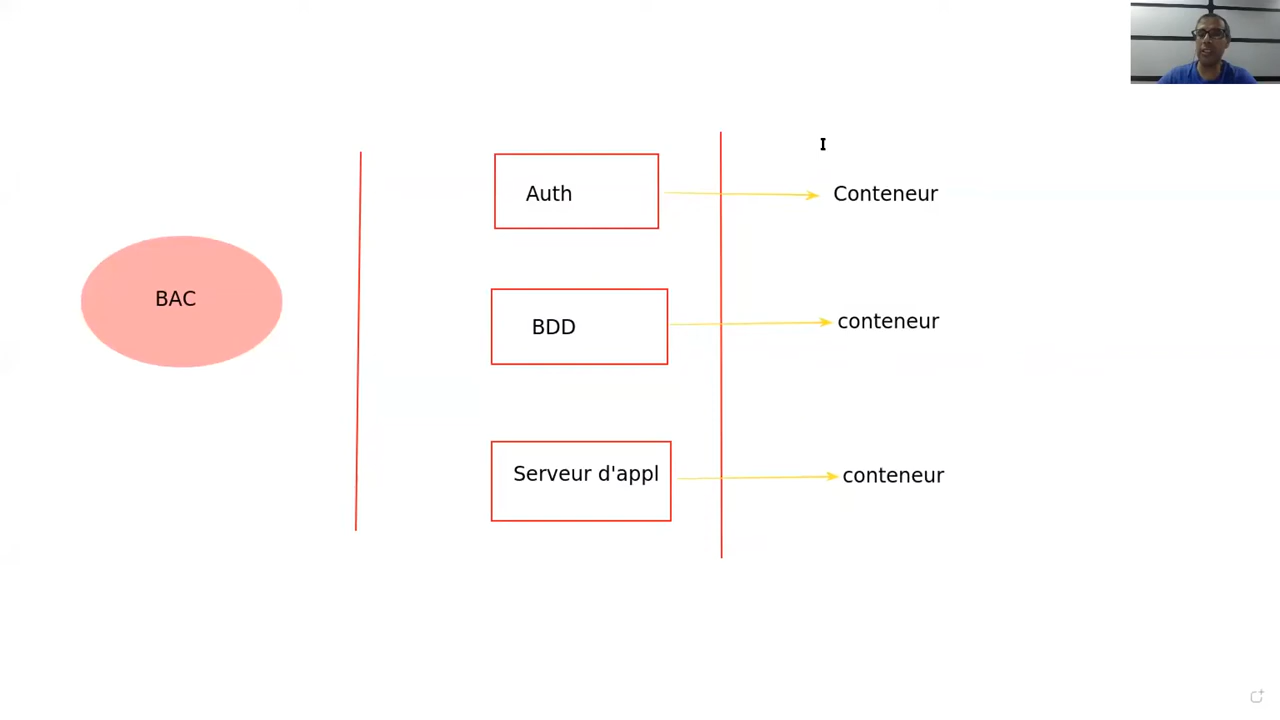 Auth
Conteneur
BAC
BDD
conteneur
Serveur d'appl
conteneur